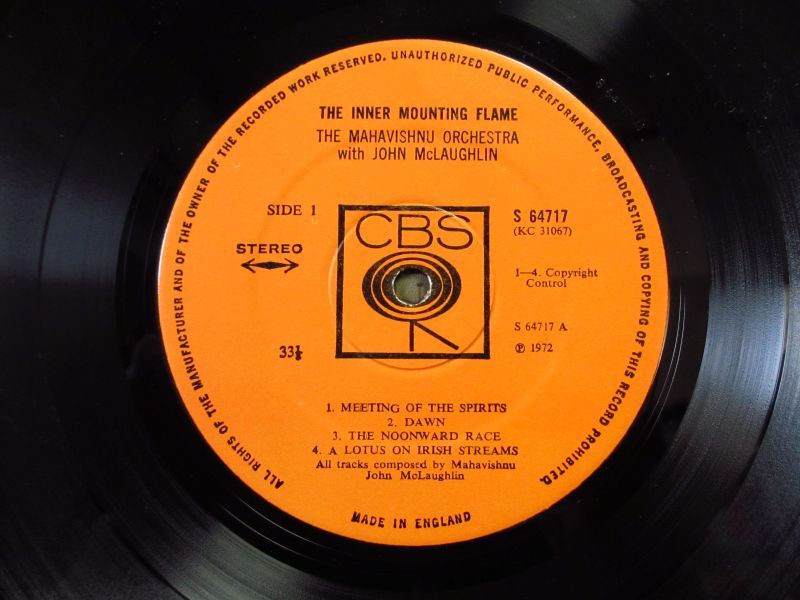 ALL RIGHTS OF THE MANUFACTURER AND OF THE OWNER OF THE RECORDED WORK RESERVED. UNAUTHORIZED PUBLIC PERFORMANCE, BROADCASTING AND COPYING OF THIS RECORD PROHIBITED.
THE INNER MOUNTING FLAME
THE MAHAVISHNU ORCHESTRA
with JOHN McLAUGHLIN
SIDE 1
STEREO
33⅓
CBS
S 64717
(KC 31067)
1—4. Copyright
Control
S 64717 A
℗ 1972
1. MEETING OF THE SPIRITS
2. DAWN
3. THE NOONWARD RACE
4. A LOTUS ON IRISH STREAMS
All tracks composed by Mahavishnu
John McLaughlin
MADE IN ENGLAND